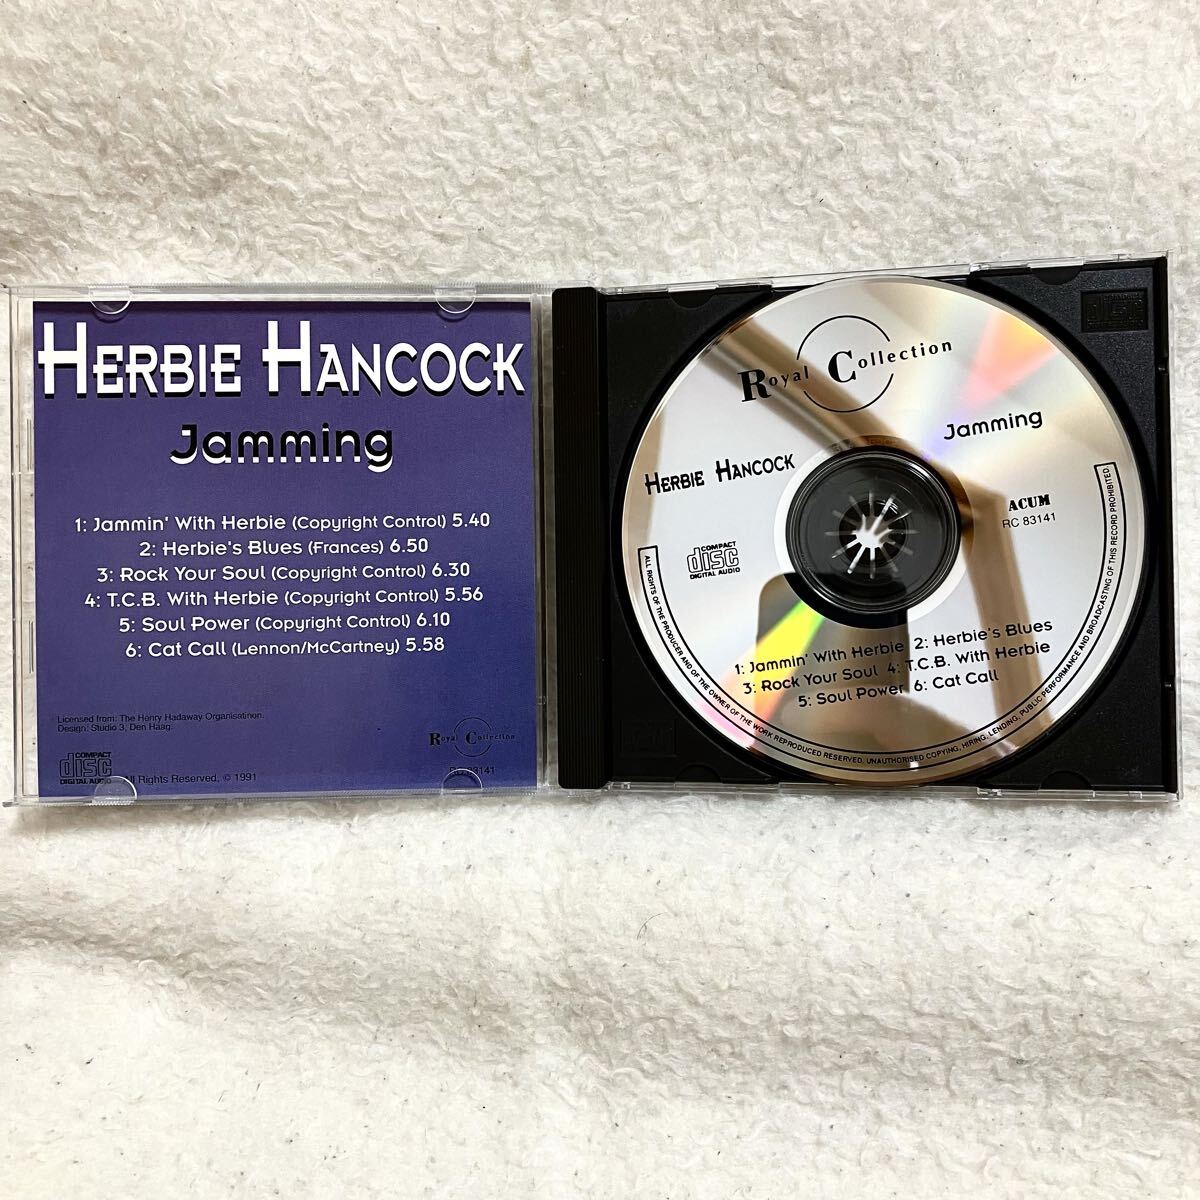 HERBIE HANCOCK
Jamming
1: Jammin' With Herbie (Copyright Control) 5.40
2: Herbie's Blues (Frances) 6.50
3: Rock Your Soul (Copyright Control) 6.30
4: T.C.B. With Herbie (Copyright Control) 5.56
5: Soul Power (Copyright Control) 6.10
6: Cat Call (Lennon/McCartney) 5.58
Licensed from: The Henry Hadaway Organisatinon.
Design: Studio 3, Den Haag.
COMPACT
disc
DIGITAL AUDIO
All Rights Reserved, © 1991
Royal Collection
RC 83141
Royal Collection
Jamming
HERBIE HANCOCK
ACUM
RC 83141
COMPACT
disc
DIGITAL AUDIO
1: Jammin' With Herbie 2: Herbie's Blues
3: Rock Your Soul 4: T.C.B. With Herbie
5: Soul Power 6: Cat Call
ALL RIGHTS OF THE PRODUCER AND OF THE OWNER OF THE WORK REPRODUCED RESERVED. UNAUTHORISED COPYING, HIRING, LENDING, PUBLIC PERFORMANCE AND BROADCASTING OF THIS RECORD PROHIBITED.